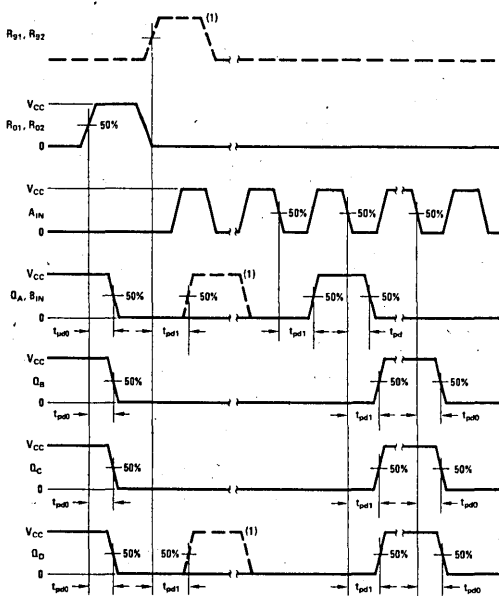 (1)
R91, R92
VCC
R01, R02
50%
0
VCC
AIN
50%
50%
50%
0
VCC
(1)
QA, BIN
50%
50%
50%
50%
0
tpd0
tpd1
tpd1
tpd
VCC
QB
50%
50%
50%
0
tpd0
tpd1
tpd0
VCC
QC
50%
50%
50%
0
tpd0
tpd1
tpd0
VCC
(1)
QD
50%
50%
50%
50%
0
tpd0
tpd1
tpd1
tpd0